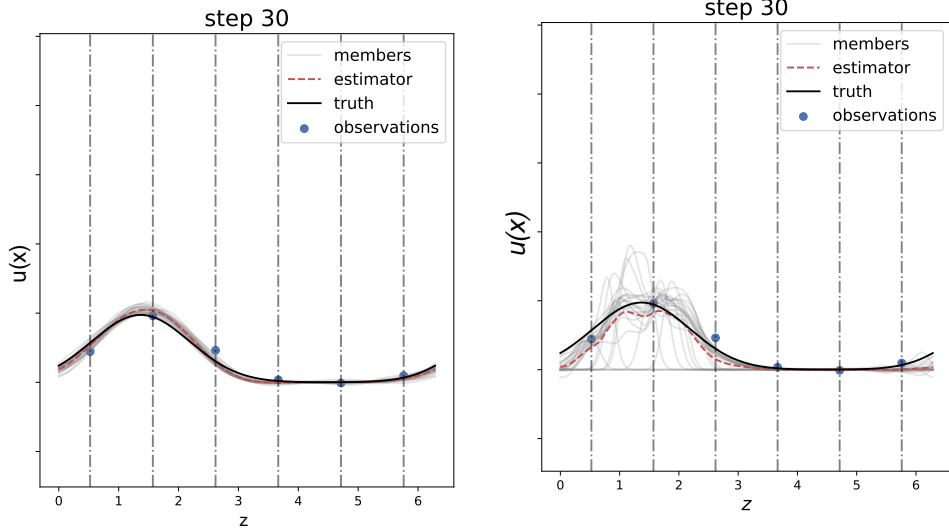 step 30
members
estimator
truth
observations
u(x)
0 1 2 3 4 5 6
z
step 30
members
estimator
truth
observations
u(x)
0 1 2 3 4 5 6
z